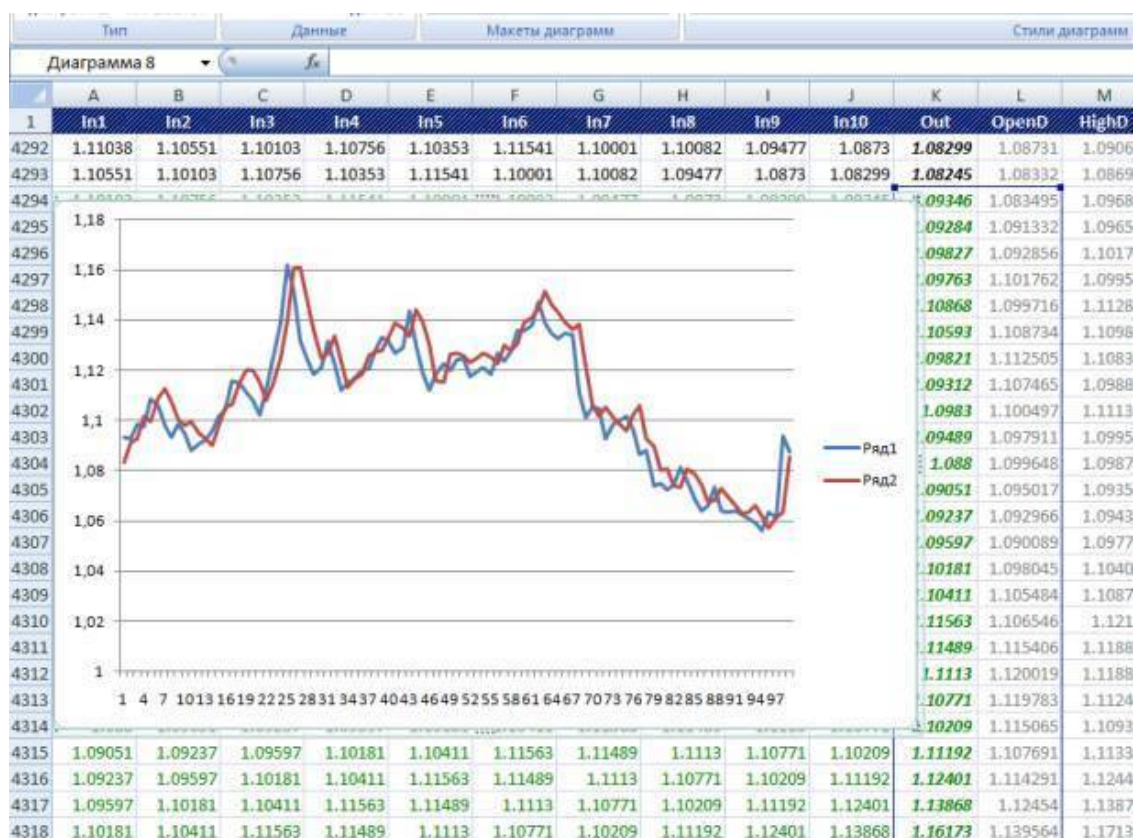 Тип Данные Макеты диаграмм Стили диаграмм
Диаграмма 8 fx
A B C D E F G H I J K L M
1 In1 In2 In3 In4 In5 In6 In7 In8 In9 In10 Out OpenD HighD
4292 1.11038 1.10551 1.10103 1.10756 1.10353 1.11541 1.10001 1.10082 1.09477 1.0873 1.08299 1.08731 1.0906
4293 1.10551 1.10103 1.10756 1.10353 1.11541 1.10001 1.10082 1.09477 1.0873 1.08299 1.08245 1.08332 1.0869
4294 .09346 1.083495 1.0968
4295 1,18 .09284 1.091332 1.0965
4296 .09827 1.092856 1.1017
4297 1,16 .09763 1.101762 1.0995
4298 .10868 1.099716 1.1128
4299 1,14 .10593 1.108734 1.1098
4300 .09821 1.112505 1.1083
4301 1,12 .09312 1.107465 1.0988
4302 1.0983 1.100497 1.1113
4303 1,1 .09489 1.097911 1.0995
Ряд1
4304 1.088 1.099648 1.0987
4305 1,08 Ряд2 .09051 1.095017 1.0935
4306 1,06 .09237 1.092966 1.0943
4307 .09597 1.090089 1.0977
4308 1,04 .10181 1.098045 1.1040
4309 .10411 1.105484 1.1087
4310 1,02 .11563 1.106546 1.121
4311 .11489 1.115406 1.1188
4312 1 1.1113 1.120019 1.1188
4313 1 4 7 10 13 16 19 22 25 28 31 34 37 40 43 46 49 52 55 58 61 64 67 70 73 76 79 82 85 88 91 94 97 .10771 1.119783 1.1124
4314 .10209 1.115065 1.1093
4315 1.09051 1.09237 1.09597 1.10181 1.10411 1.11563 1.11489 1.1113 1.10771 1.10209 1.11192 1.107691 1.1133
4316 1.09237 1.09597 1.10181 1.10411 1.11563 1.11489 1.1113 1.10771 1.10209 1.11192 1.12401 1.114291 1.1244
4317 1.09597 1.10181 1.10411 1.11563 1.11489 1.1113 1.10771 1.10209 1.11192 1.12401 1.13868 1.12454 1.1387
4318 1.10181 1.10411 1.11563 1.11489 1.1113 1.10771 1.10209 1.11192 1.12401 1.13868 1.16173 1.139564 1.1719